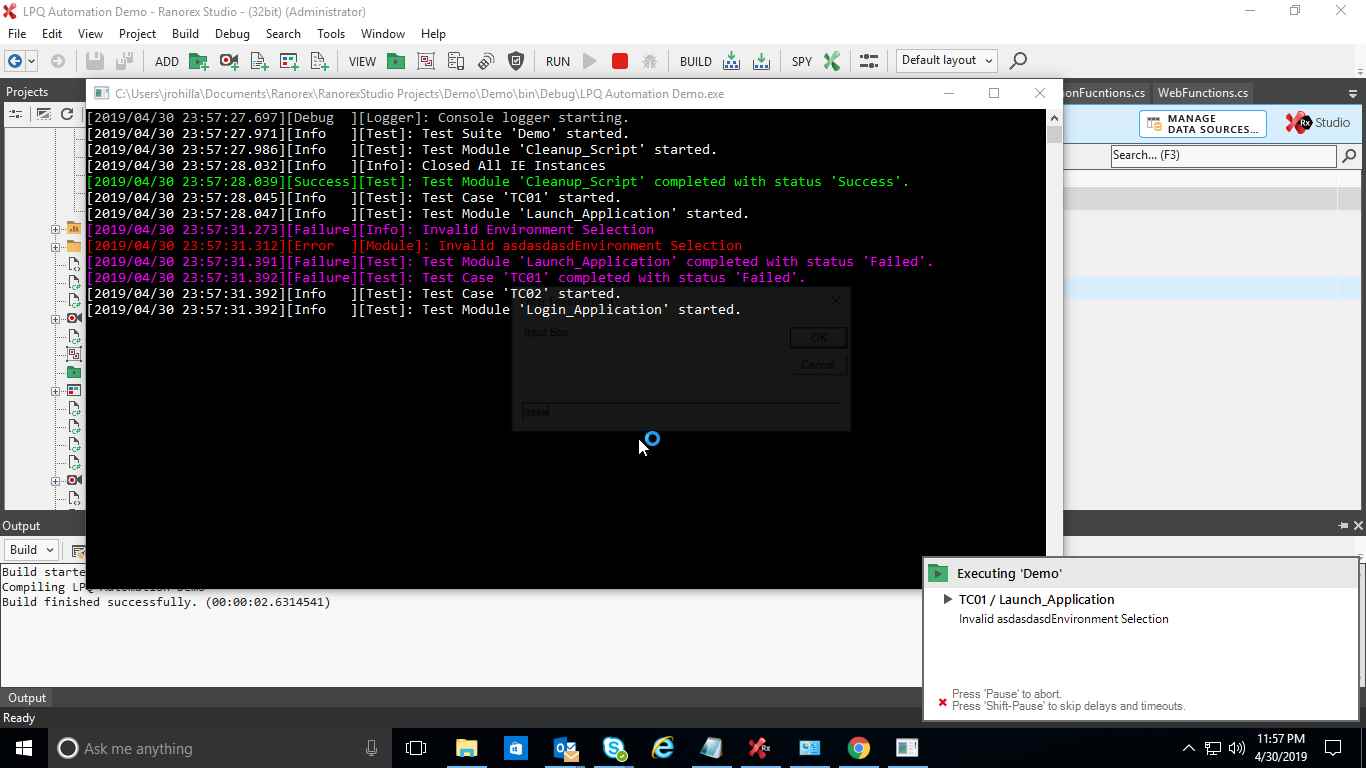 LPQ Automation Demo - Ranorex Studio - (32bit) (Administrator)
File Edit View Project Build Debug Search Tools Window Help
ADD VIEW RUN BUILD SPY Default layout
Projects
C:\Users\jrohilla\Documents\Ranorex\RanorexStudio Projects\Demo\Demo\bin\Debug\LPQ Automation Demo.exe
onFucntions.cs WebFunctions.cs
MANAGE
DATA SOURCES...
Rx Studio
Search... (F3)
[2019/04/30 23:57:27.697][Debug ][Logger]: Console logger starting.
[2019/04/30 23:57:27.971][Info ][Test]: Test Suite 'Demo' started.
[2019/04/30 23:57:27.986][Info ][Test]: Test Module 'Cleanup_Script' started.
[2019/04/30 23:57:28.032][Info ][Info]: Closed All IE Instances
[2019/04/30 23:57:28.039][Success][Test]: Test Module 'Cleanup_Script' completed with status 'Success'.
[2019/04/30 23:57:28.045][Info ][Test]: Test Case 'TC01' started.
[2019/04/30 23:57:28.047][Info ][Test]: Test Module 'Launch_Application' started.
[2019/04/30 23:57:31.273][Failure][Info]: Invalid Environment Selection
[2019/04/30 23:57:31.312][Error ][Module]: Invalid asdasdasdEnvironment Selection
[2019/04/30 23:57:31.391][Failure][Test]: Test Module 'Launch_Application' completed with status 'Failed'.
[2019/04/30 23:57:31.392][Failure][Test]: Test Case 'TC01' completed with status 'Failed'.
[2019/04/30 23:57:31.392][Info ][Test]: Test Case 'TC02' started.
[2019/04/30 23:57:31.392][Info ][Test]: Test Module 'Login_Application' started.
OK
Cancel
Output
Build
Build starte
Compiling LPQ Automation Demo
Build finished successfully. (00:00:02.6314541)
Executing 'Demo'
TC01 / Launch_Application
Invalid asdasdasdEnvironment Selection
Press 'Pause' to abort.
Press 'Shift-Pause' to skip delays and timeouts.
Output
Ready
Ask me anything
11:57 PM
4/30/2019